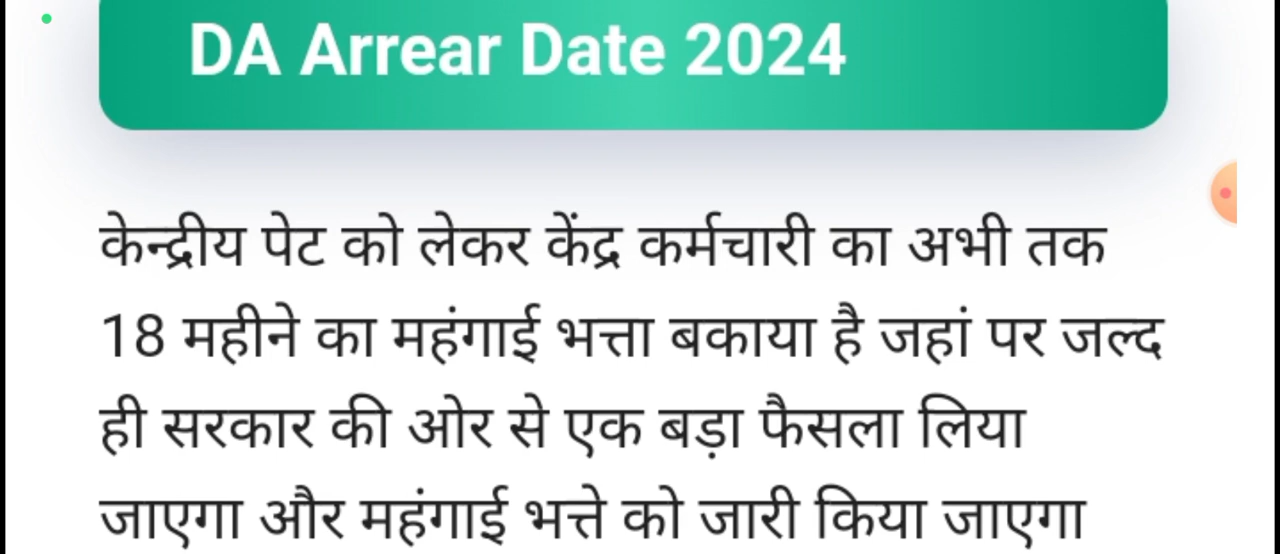 DA Arrear Date 2024
केन्द्रीय पेट को लेकर केंद्र कर्मचारी का अभी तक
18 महीने का महंगाई भत्ता बकाया है जहां पर जल्द
ही सरकार की ओर से एक बड़ा फैसला लिया
जाएगा और महंगाई भत्ते को जारी किया जाएगा